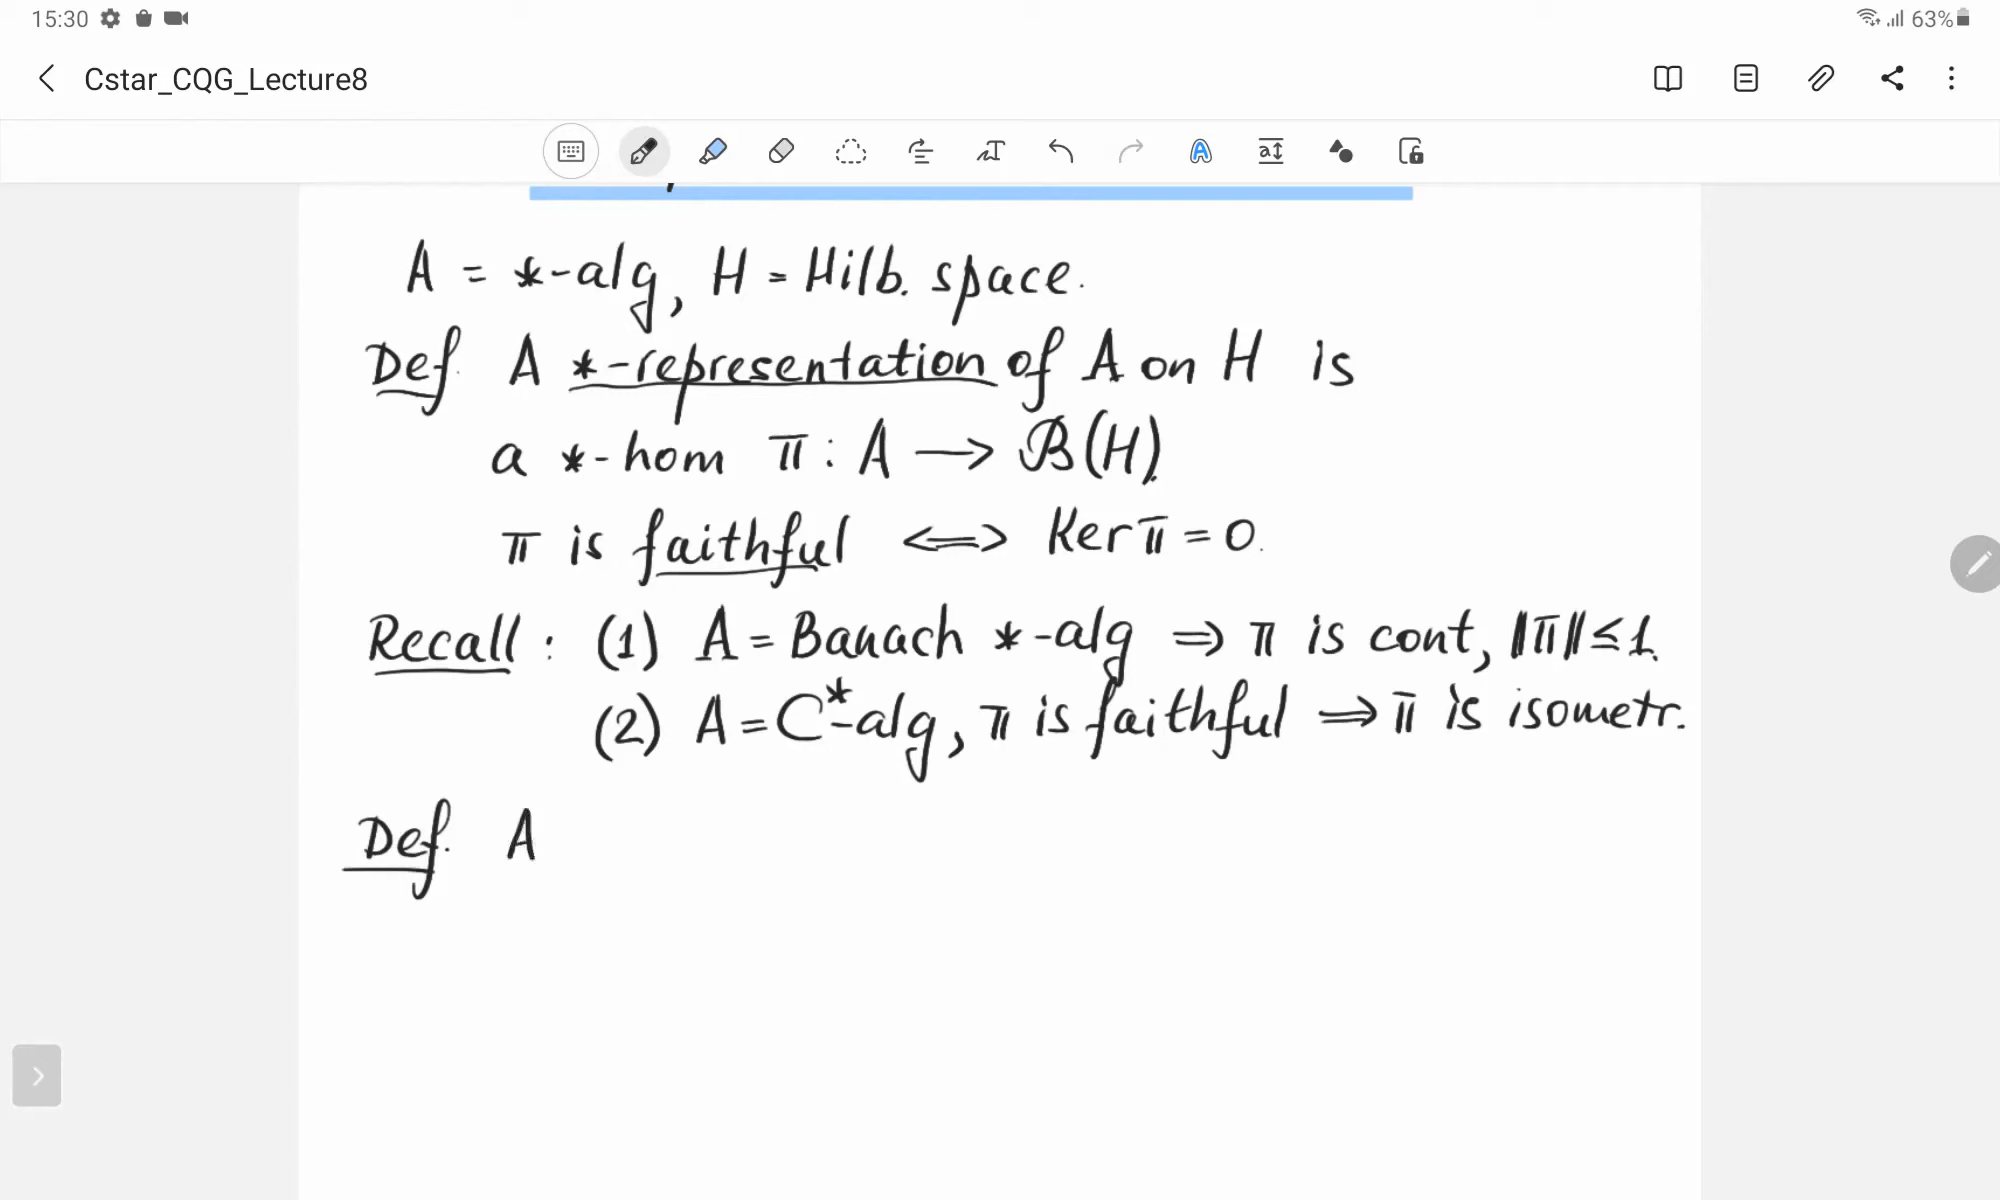 15:30 63%
Cstar_CQG_Lecture8
A = *-alg, H = Hilb. space.
Def. A *-representation of A on H is
a *-hom π : A → B(H).
π is faithful ⟺ Ker π = 0.
Recall : (1) A = Banach *-alg ⇒ π is cont, ‖π‖ ≤ 1.
(2) A = C*-alg, π is faithful ⇒ π is isometr.
Def. A